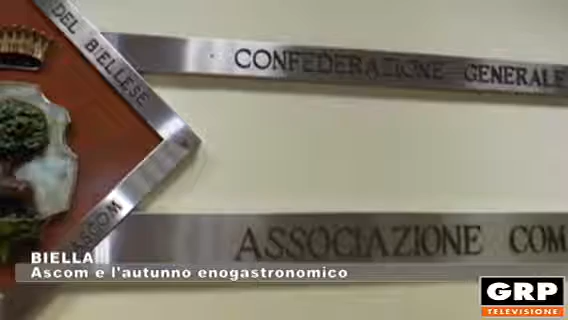 DEL BIELLESE
CONFEDERAZIONE GENERALE
ASCOM
ASSOCIAZIONE COM
BIELLA
Ascom e l'autunno enogastronomico
GRP
TELEVISIONE